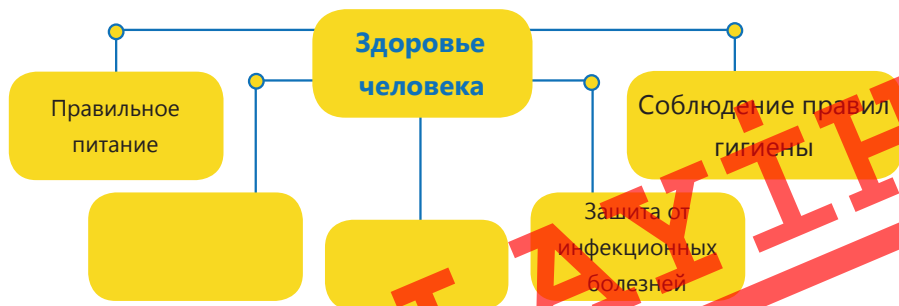 Здоровье
человека
Правильное
питание
Соблюдение правил
гигиены
Зашита от
инфекционных
болезней